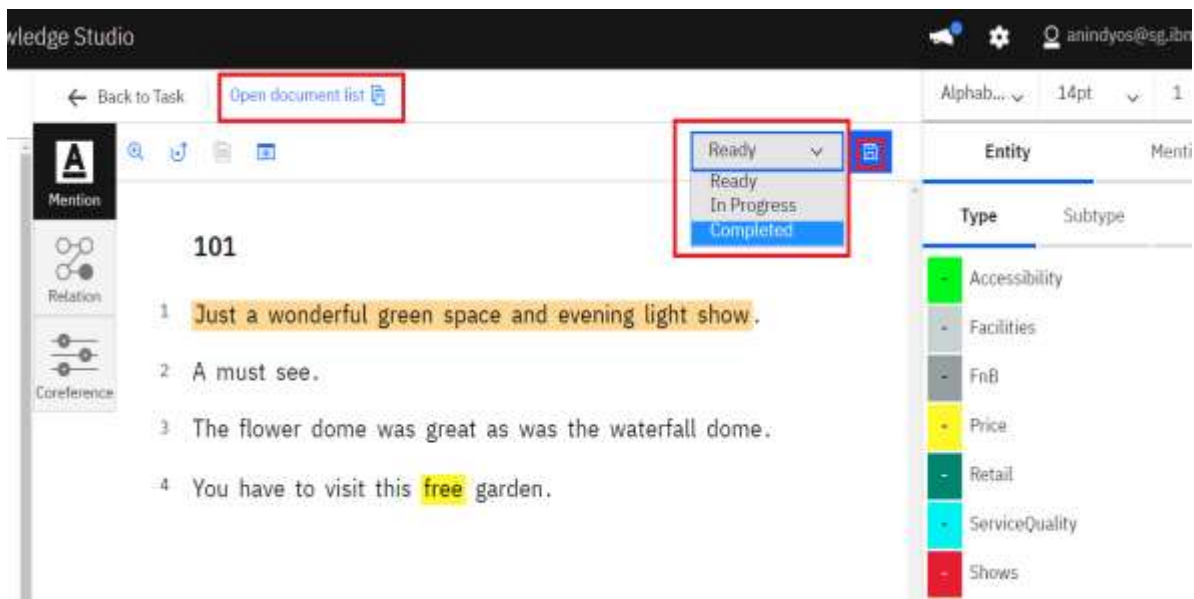 wledge Studio
anindyos@sg.ibm
Back to Task
Open document list
Alphab...
14pt
1
A
Mention
Ready
Ready
In Progress
Completed
Entity
Menti
Type
Subtype
Relation
Coreference
101
1 Just a wonderful green space and evening light show.
2 A must see.
3 The flower dome was great as was the waterfall dome.
4 You have to visit this free garden.
- Accessibility
- Facilities
- FnB
- Price
- Retail
- ServiceQuality
- Shows